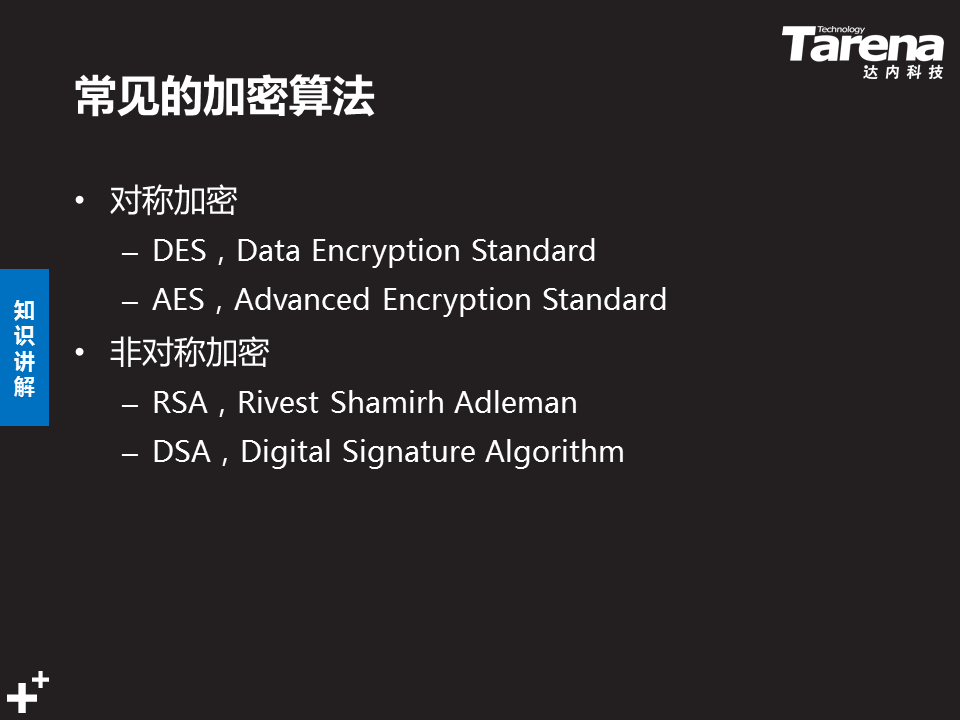 Technology
Tarena
达内科技
常见的加密算法
• 对称加密
– DES，Data Encryption Standard
– AES，Advanced Encryption Standard
• 非对称加密
– RSA，Rivest Shamirh Adleman
– DSA，Digital Signature Algorithm
知
识
讲
解